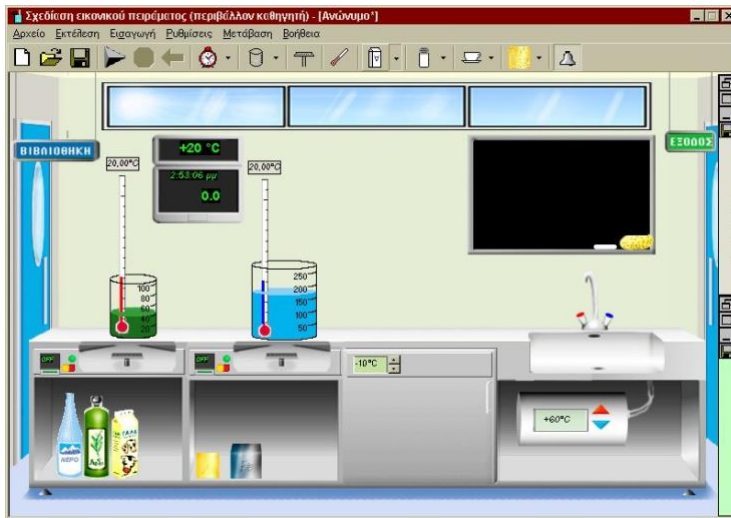 Σχεδίαση εικονικού πειράματος (περιβάλλον καθηγητή) - [Ανώνυμο*]
Αρχείο Εκτέλεση Εισαγωγή Ρυθμίσεις Μετάβαση Βοήθεια
ΒΙΒΛΙΟΘΗΚΗ
+20 °C
ΕΞΟΔΟΣ
20,00°C
20,00°C
2:53:06 μμ
0.0
100
80
60
40
20
250
200
150
100
50
OFF
OFF
-10°C
+60°C
ΝΕΡΟ
ΓΑΛΑ